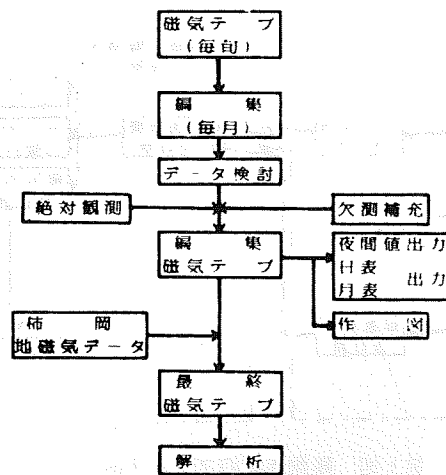 磁気テープ
(毎旬)
編集
(毎月)
データ検討
絶対観測
欠測補充
編集
磁気テープ
夜間値出力
日表
月表
出力
作図
柿岡
地磁気データ
最終
磁気テープ
解析